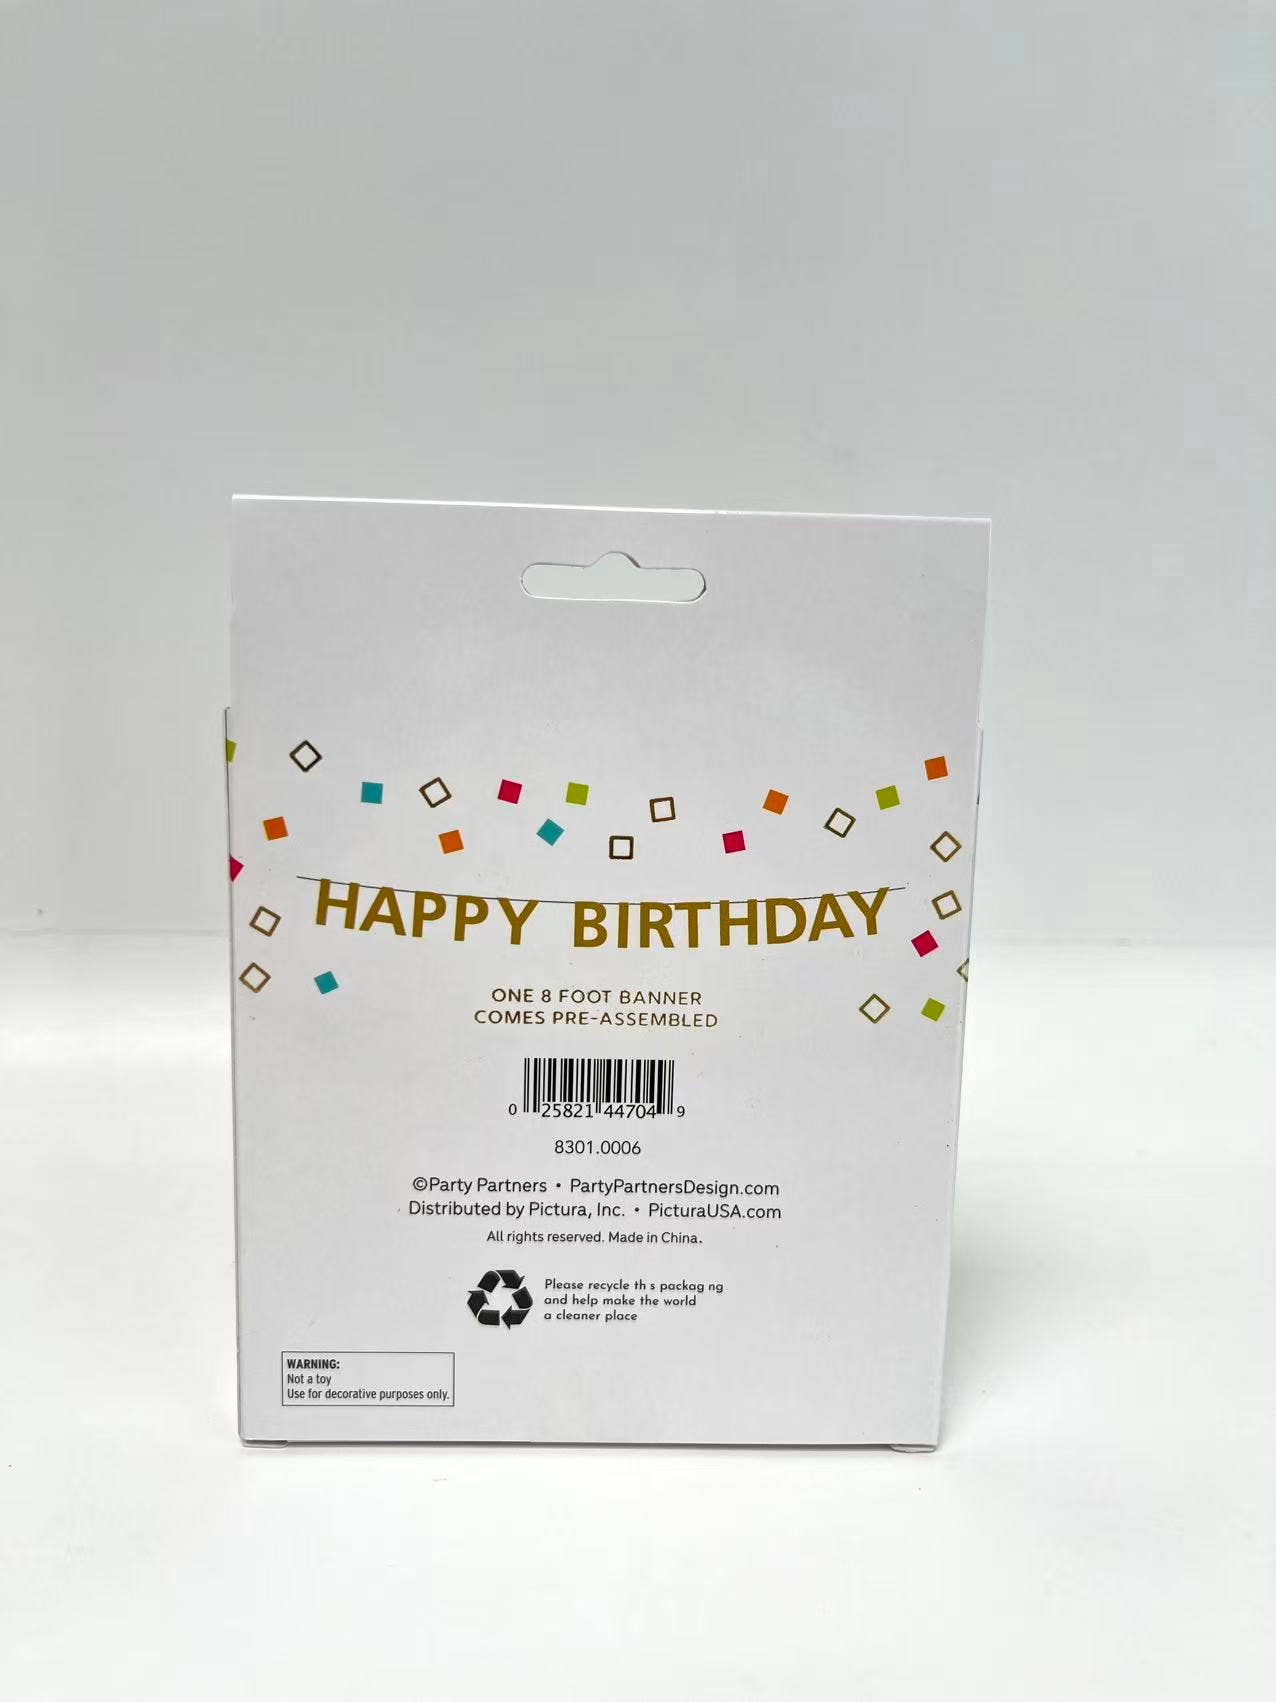 HAPPY BIRTHDAY
ONE 8 FOOT BANNER
COMES PRE-ASSEMBLED
0 25821 44704 9
8301.0006
©Party Partners • PartyPartnersDesign.com
Distributed by Pictura, Inc. • PicturaUSA.com
All rights reserved. Made in China.
Please recycle th s packag ng
and help make the world
a cleaner place
WARNING:
Not a toy
Use for decorative purposes only.